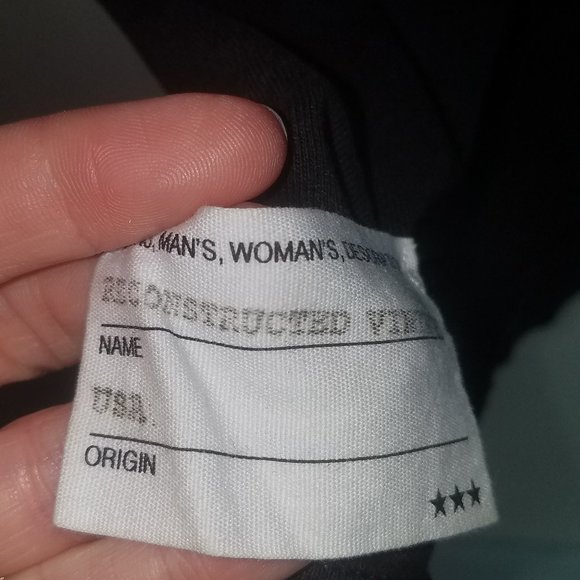 MAN'S, WOMAN'S,
RECONSTRUCTED
NAME
USA.
ORIGIN